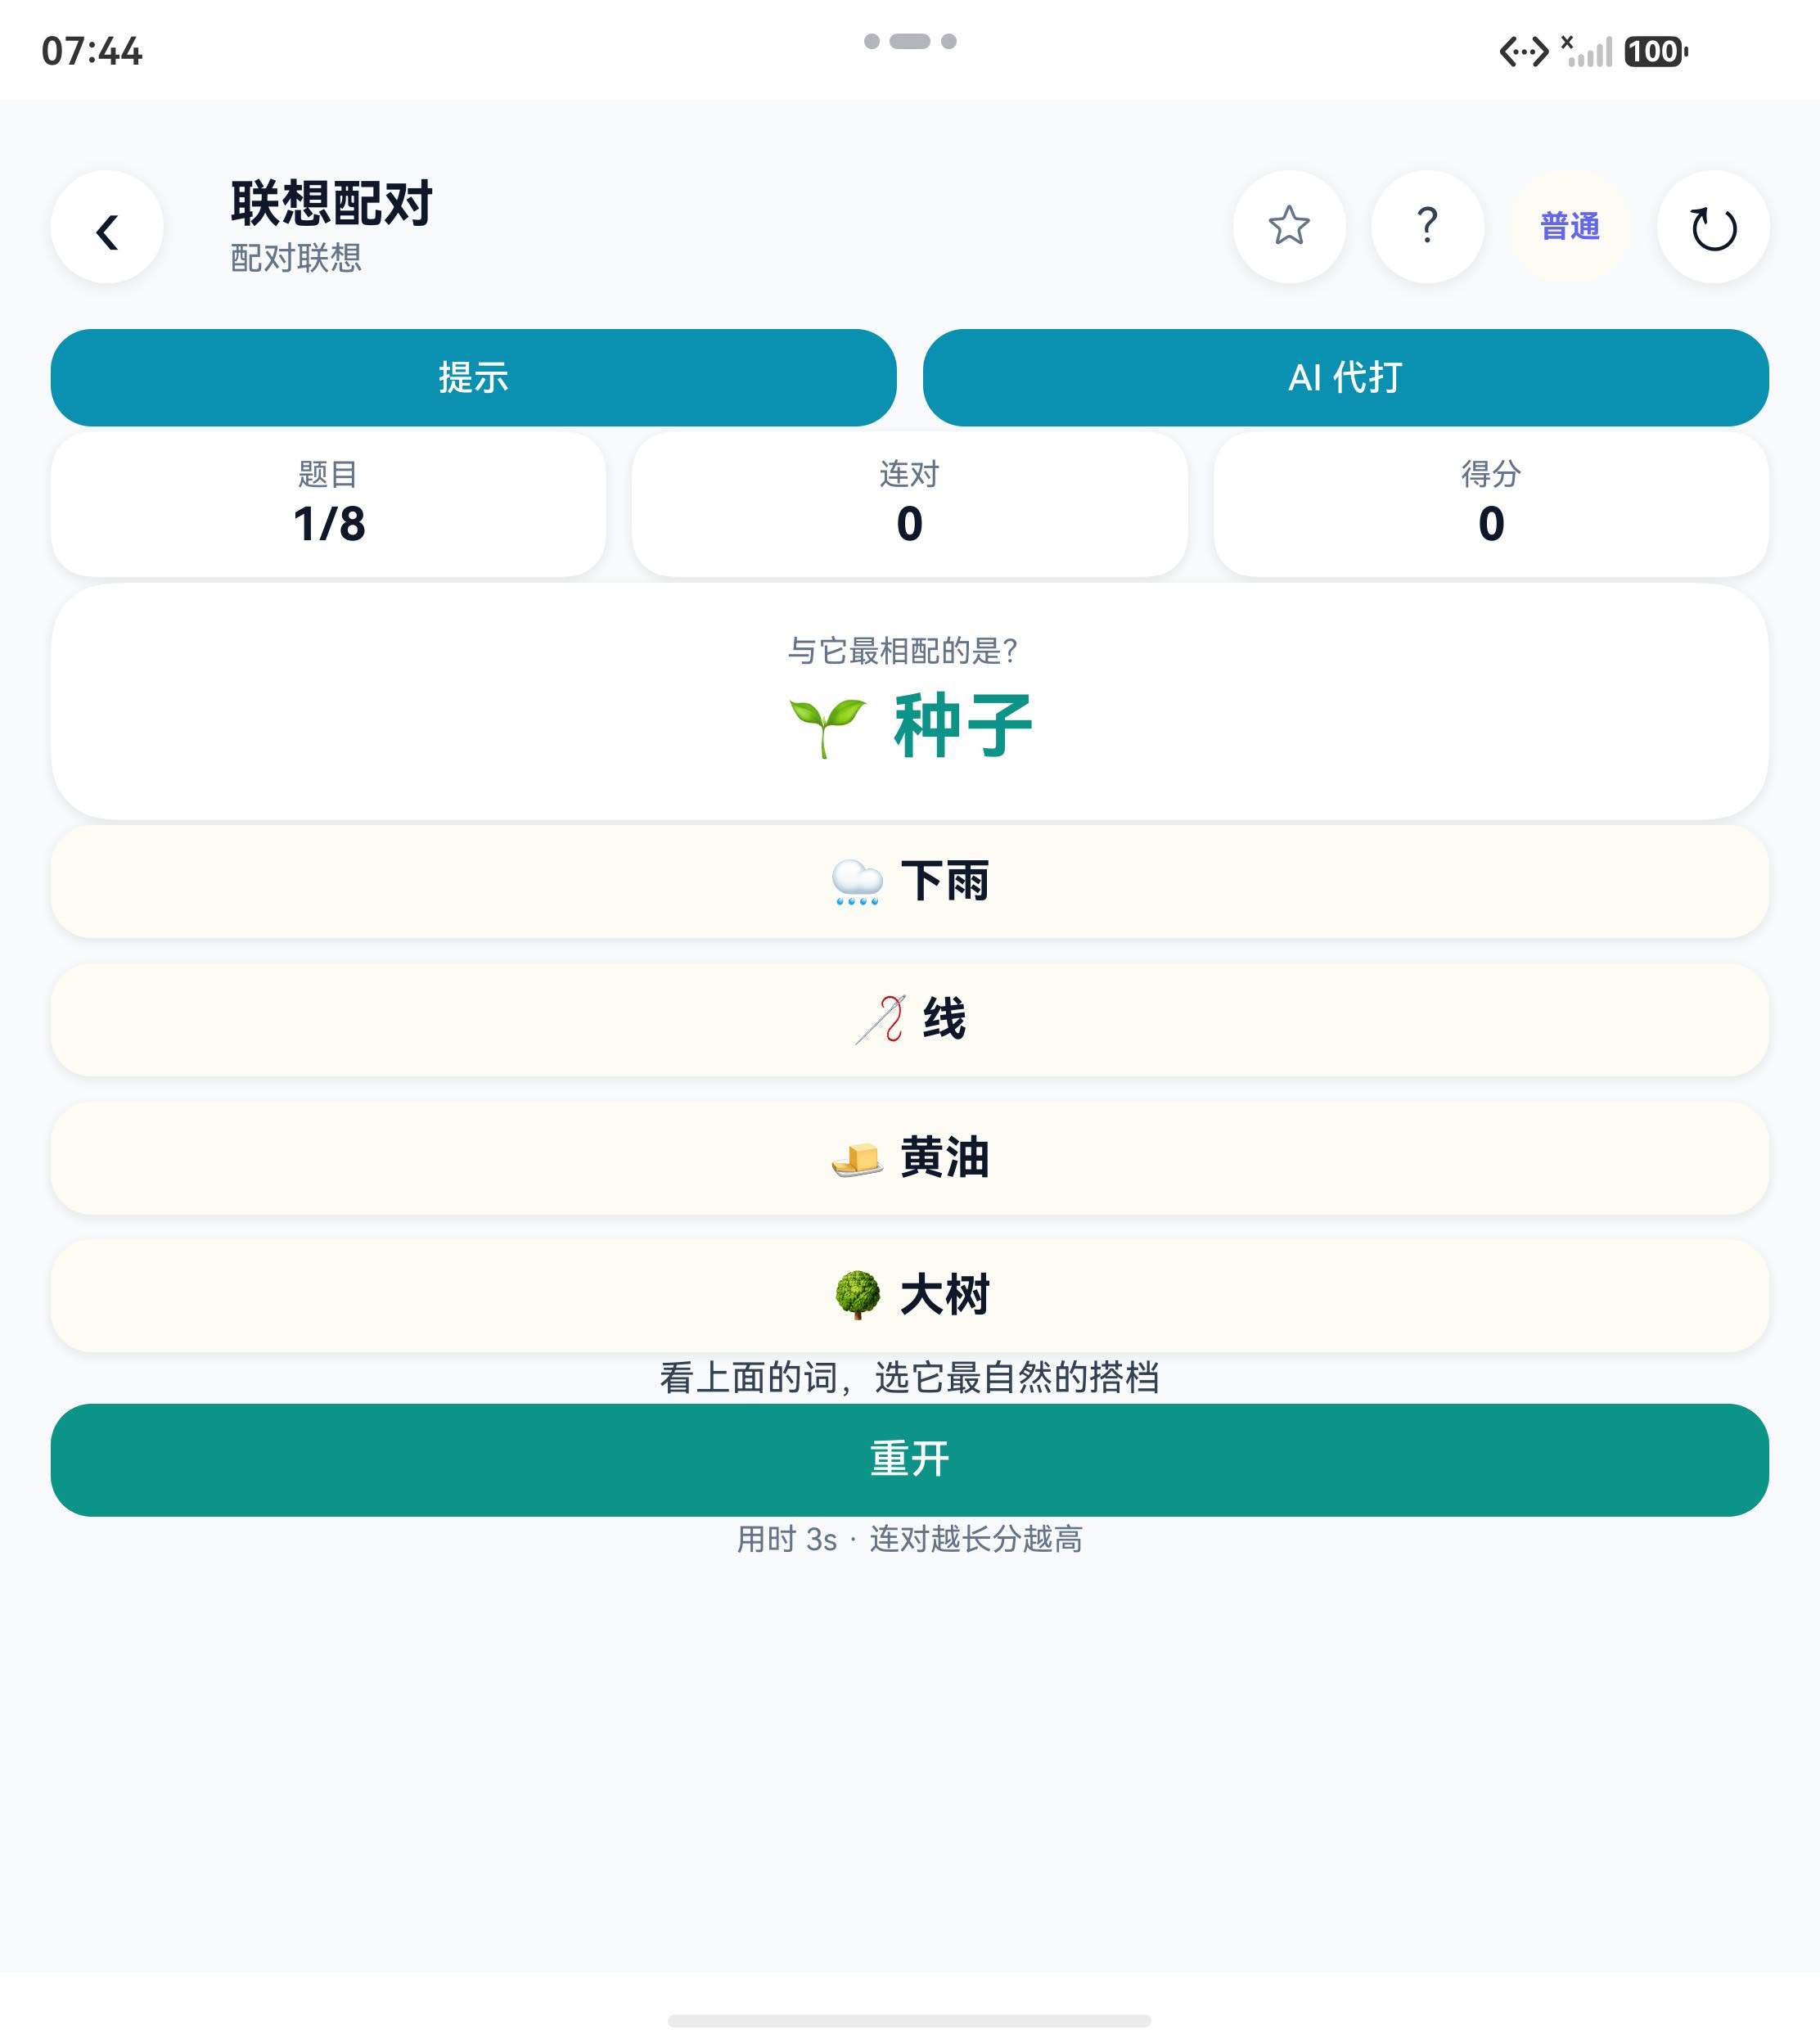 07:44
100
联想配对
配对联想
?
普通
提示
AI 代打
题目
1/8
连对
0
得分
0
与它最相配的是?
🌱 种子
🌧️ 下雨
🪡 线
🧈 黄油
🌳 大树
看上面的词，选它最自然的搭档
重开
用时 3s · 连对越长分越高